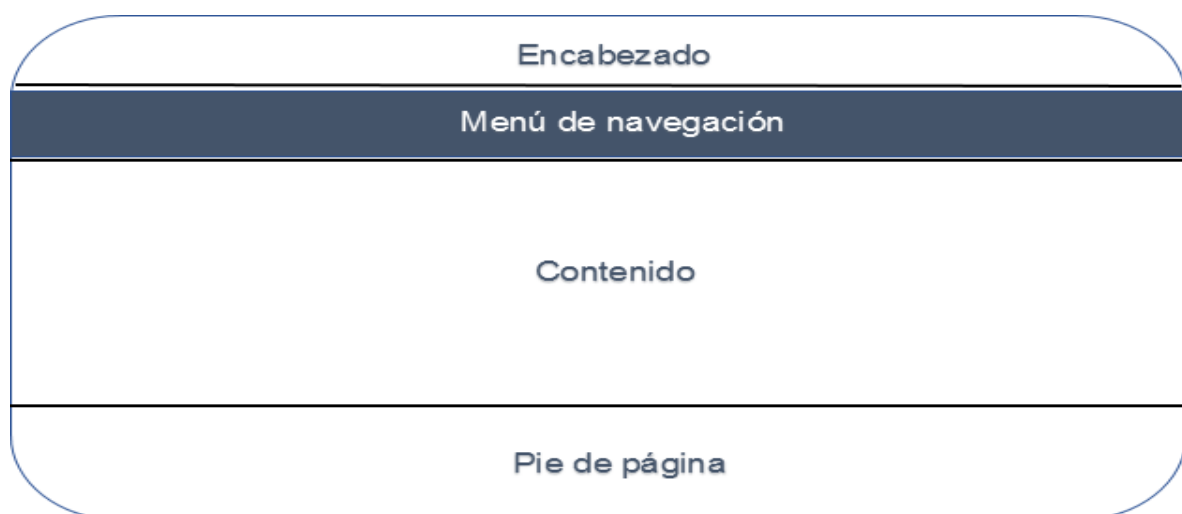 Encabezado
Menú de navegación
Contenido
Pie de página